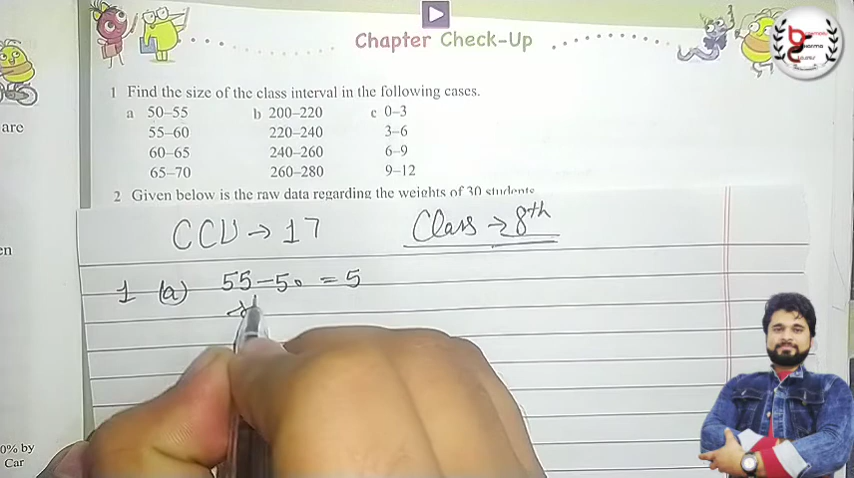 Chapter Check-Up
1 Find the size of the class interval in the following cases.
a 50–55 b 200–220 c 0–3
55–60 220–240 3–6
60–65 240–260 6–9
65–70 260–280 9–12
2 Given below is the raw data regarding the weights of 30 students
CCU → 17 Class → 8th
1 (a) 55 – 50 = 5
are
en
0% by
Car